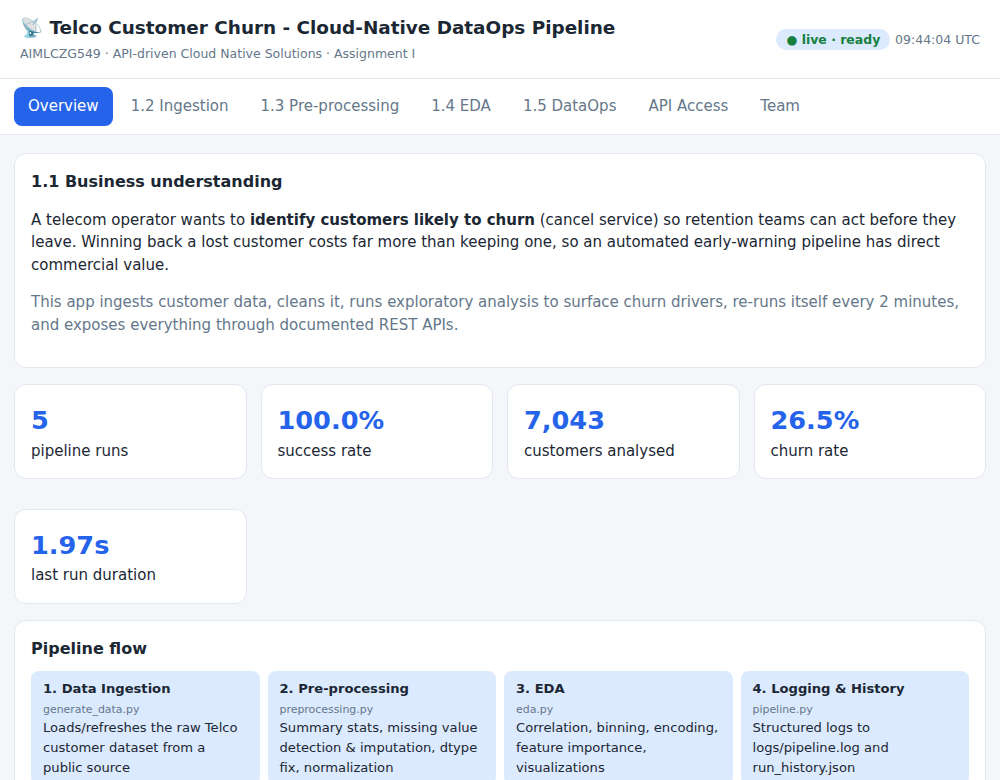 📡 Telco Customer Churn - Cloud-Native DataOps Pipeline
AIMLCZG549 · API-driven Cloud Native Solutions · Assignment I
● live · ready 09:44:04 UTC
Overview 1.2 Ingestion 1.3 Pre-processing 1.4 EDA 1.5 DataOps API Access Team
1.1 Business understanding
A telecom operator wants to identify customers likely to churn (cancel service) so retention teams can act before they
leave. Winning back a lost customer costs far more than keeping one, so an automated early-warning pipeline has direct
commercial value.
This app ingests customer data, cleans it, runs exploratory analysis to surface churn drivers, re-runs itself every 2 minutes,
and exposes everything through documented REST APIs.
5
pipeline runs
100.0%
success rate
7,043
customers analysed
26.5%
churn rate
1.97s
last run duration
Pipeline flow
1. Data Ingestion
generate_data.py
Loads/refreshes the raw Telco
customer dataset from a
public source
2. Pre-processing
preprocessing.py
Summary stats, missing value
detection & imputation, dtype
fix, normalization
3. EDA
eda.py
Correlation, binning, encoding,
feature importance,
visualizations
4. Logging & History
pipeline.py
Structured logs to
logs/pipeline.log and
run_history.json